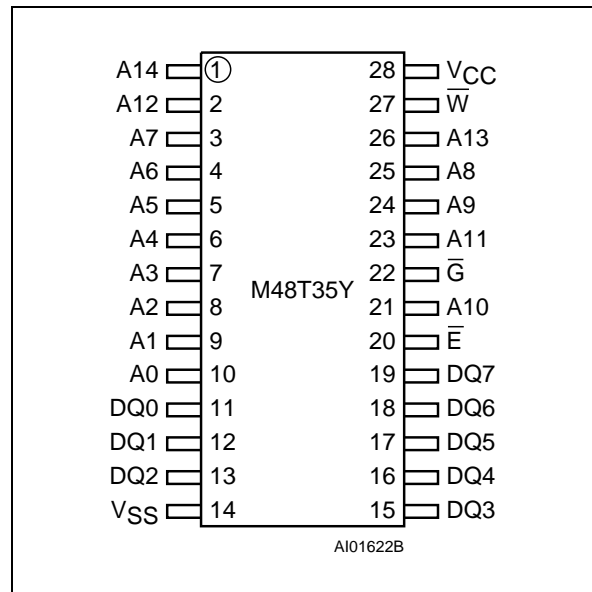 A14 1 28 VCC
A12 2 27 W̅
A7 3 26 A13
A6 4 25 A8
A5 5 24 A9
A4 6 23 A11
A3 7 22 G̅
M48T35Y
A2 8 21 A10
A1 9 20 E̅
A0 10 19 DQ7
DQ0 11 18 DQ6
DQ1 12 17 DQ5
DQ2 13 16 DQ4
VSS 14 15 DQ3
AI01622B